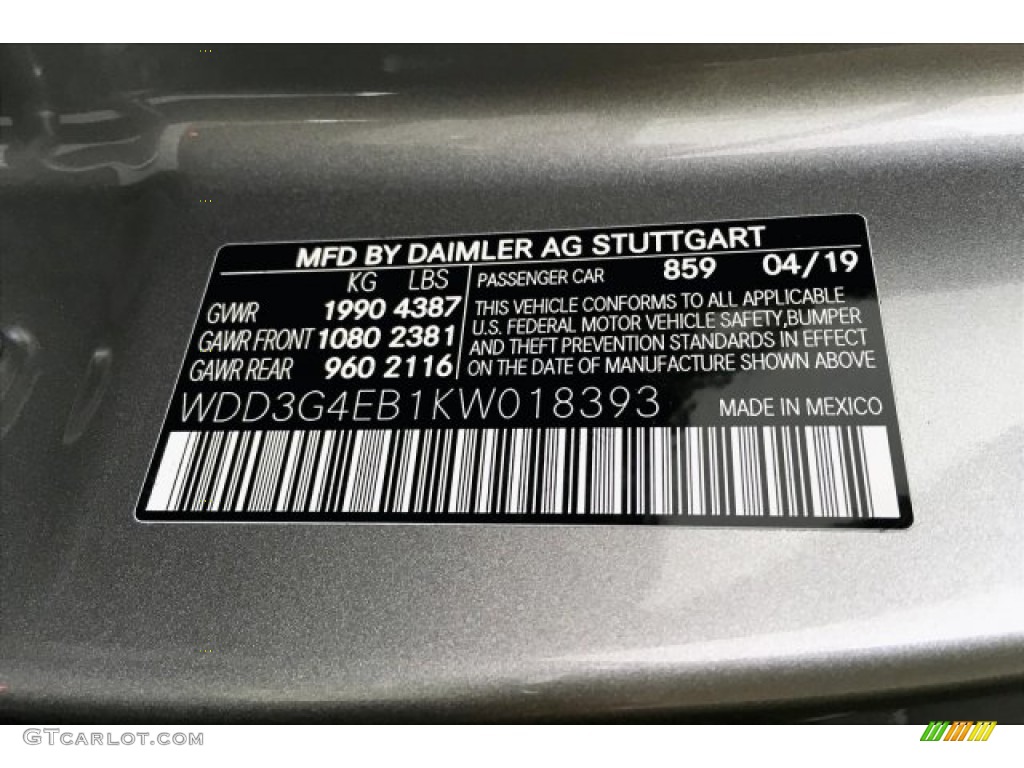 MFD BY DAIMLER AG STUTTGART
KG LBS
GVWR 1990 4387
GAWR FRONT 1080 2381
GAWR REAR 960 2116
PASSENGER CAR 859 04/19
THIS VEHICLE CONFORMS TO ALL APPLICABLE
U.S. FEDERAL MOTOR VEHICLE SAFETY,BUMPER
AND THEFT PREVENTION STANDARDS IN EFFECT
ON THE DATE OF MANUFACTURE SHOWN ABOVE
WDD3G4EB1KW018393 MADE IN MEXICO
GTCARLOT.COM